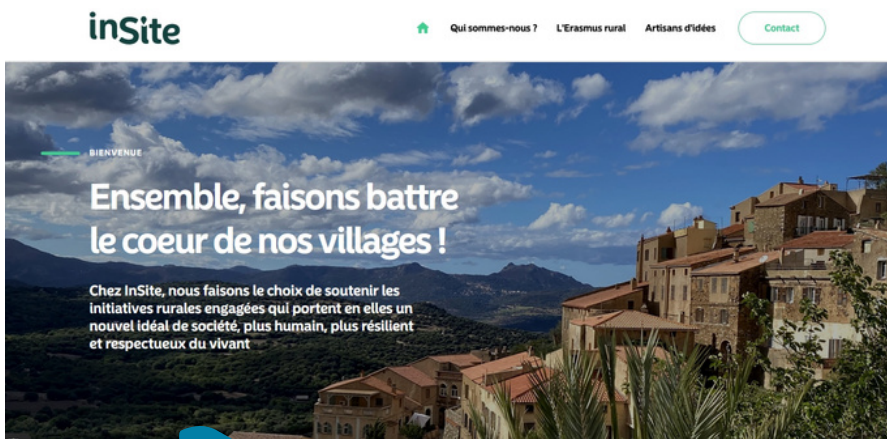 inSite
Qui sommes-nous ? L'Erasmus rural Artisans d'idées Contact
BIENVENUE
Ensemble, faisons battre
le coeur de nos villages !
Chez InSite, nous faisons le choix de soutenir les
initiatives rurales engagées qui portent en elles un
nouvel idéal de société, plus humain, plus résilient
et respectueux du vivant